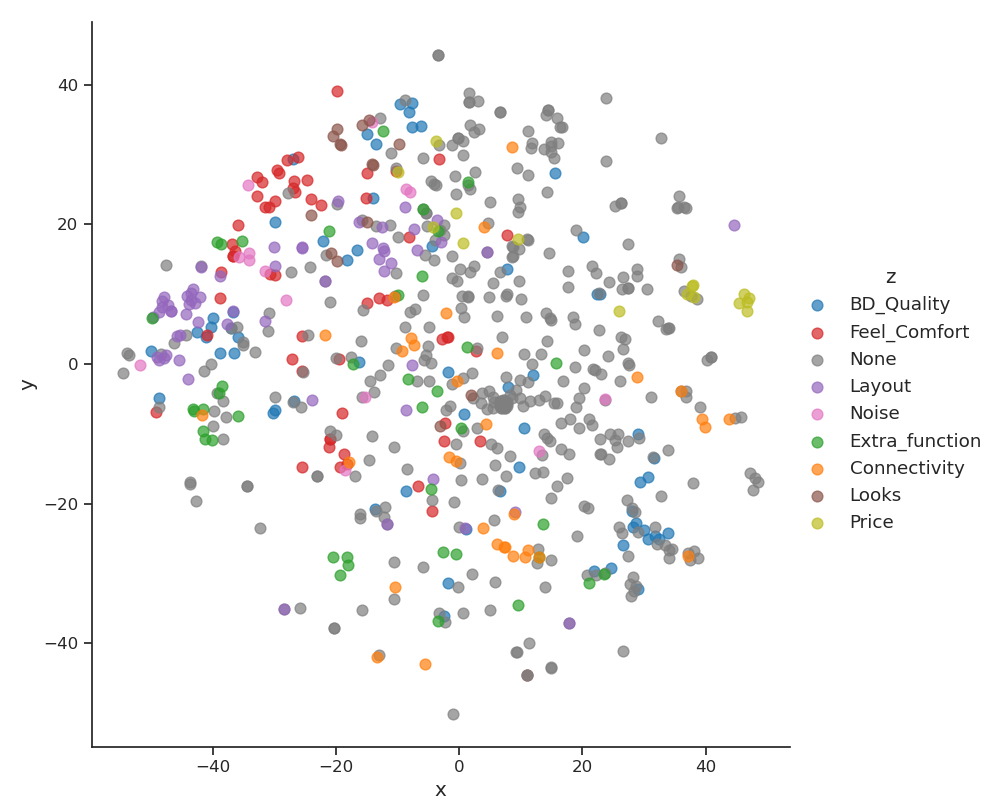 40
20
0
−20
−40
y
−40
−20
0
20
40
x
z
BD_Quality
Feel_Comfort
None
Layout
Noise
Extra_function
Connectivity
Looks
Price